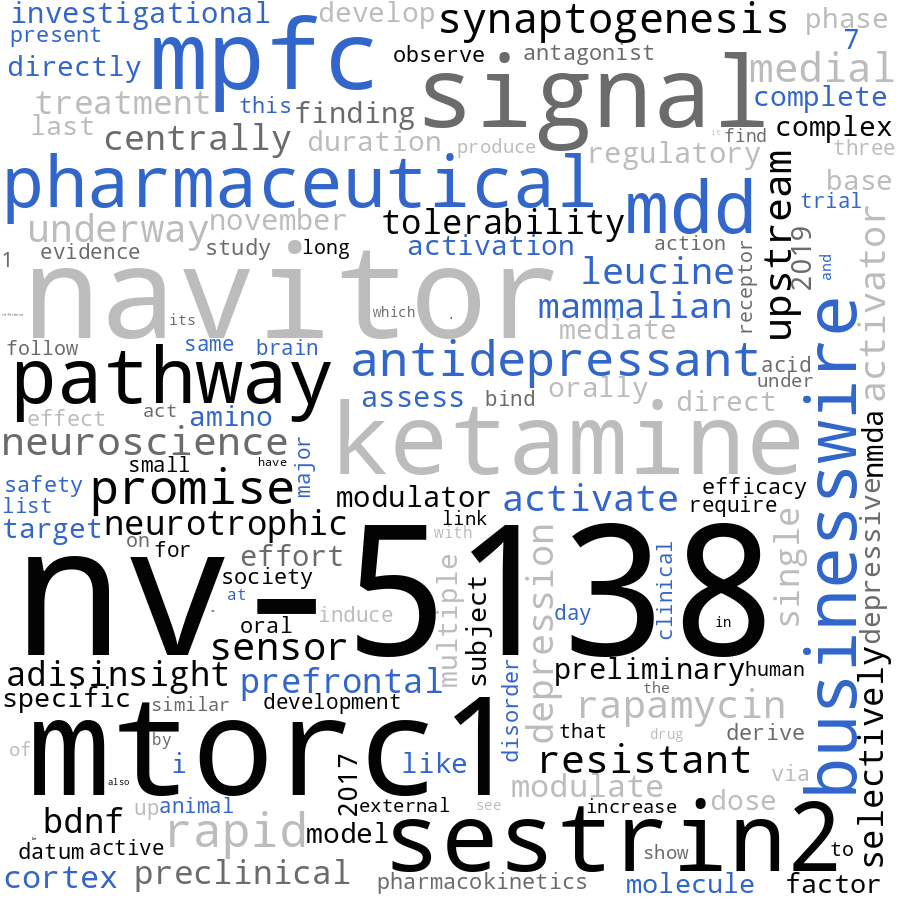 investigational
develop
synaptogenesis
phase
present
mpfc
observe
antagonist
7
directly
signal
medial
treatment
this
finding
complete
last
centrally
duration
produce
it
find
complex
regulatory
three
pharmaceutical
mdd
upstream
base
trial
underway
november
tolerability
2019
activator
evidence
study
long
activation
action
receptor
and
1
navitor
leucine
mammalian
its
which
mediate
businesswire
follow
same
brain
pathway
antidepressant
acid
under
effect
act
amino
assess
bind
orally
direct
neuroscience
ketamine
nmda
small
have
major
safety
promise
modulator
activate
efficacy
list
require
target
neurotrophic
link
with
single
depressive
on
for
effort
nv-5138
society
at
multiple
subject
depression
clinical
induce
day
oral
in
sensor
adisinsight
prefrontal
preliminary
human
specific
similar
development
disorder
the
rapamycin
selectively
mtorc1
that
drug
derive
of
by
i
like
resistant
also
2017
modulate
via
up
animal
external
see
increase
dose
bdnf
rapid
model
sestrin2
datum
active
show
to
cortex
preclinical
pharmacokinetics
molecule
factor